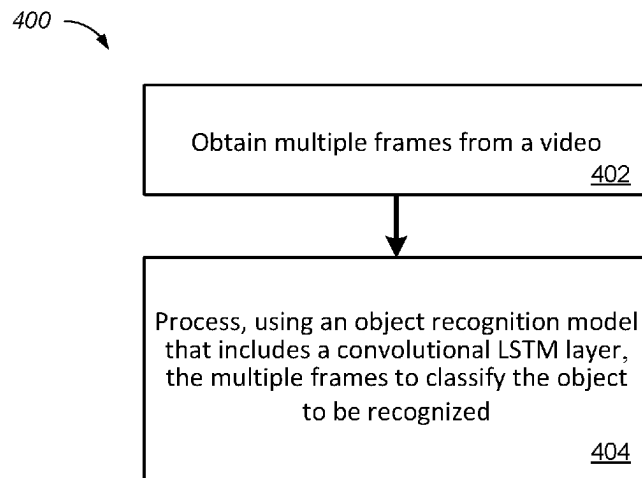 400
Obtain multiple frames from a video
402
Process, using an object recognition model
that includes a convolutional LSTM layer,
the multiple frames to classify the object
to be recognized
404